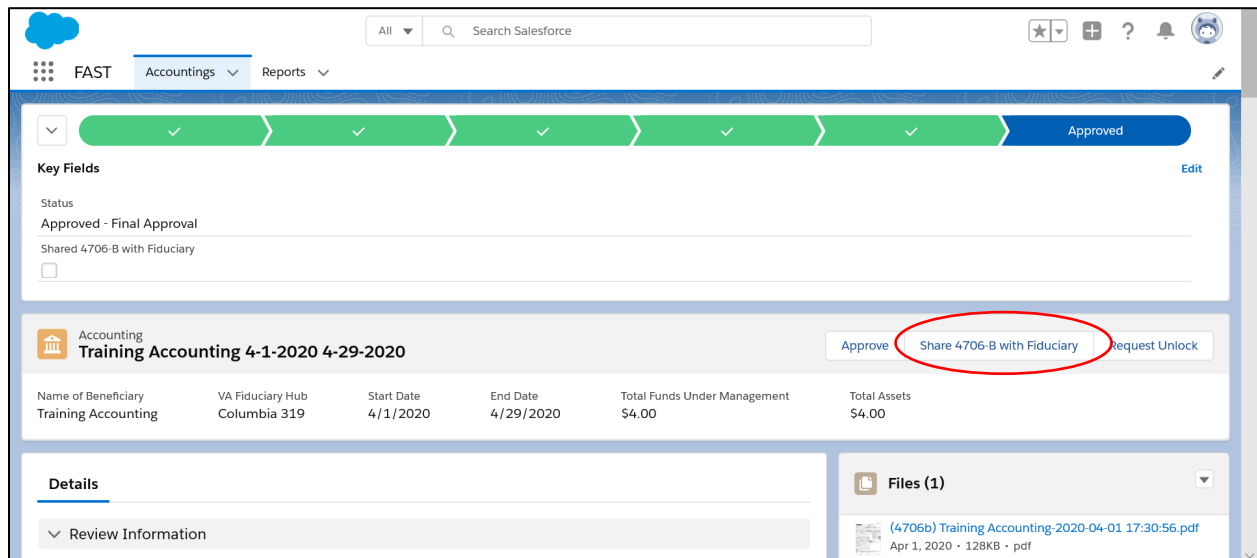 All
Search Salesforce
?
FAST
Accountings
Reports
Approved
Key Fields
Edit
Status
Approved - Final Approval
Shared 4706-B with Fiduciary
Accounting
Training Accounting 4-1-2020 4-29-2020
Approve
Share 4706-B with Fiduciary
Request Unlock
Name of Beneficiary
VA Fiduciary Hub
Start Date
End Date
Total Funds Under Management
Total Assets
Training Accounting
Columbia 319
4/1/2020
4/29/2020
$4.00
$4.00
Details
Files (1)
Review Information
(4706b) Training Accounting-2020-04-01 17:30:56.pdf
Apr 1, 2020 • 128KB • pdf